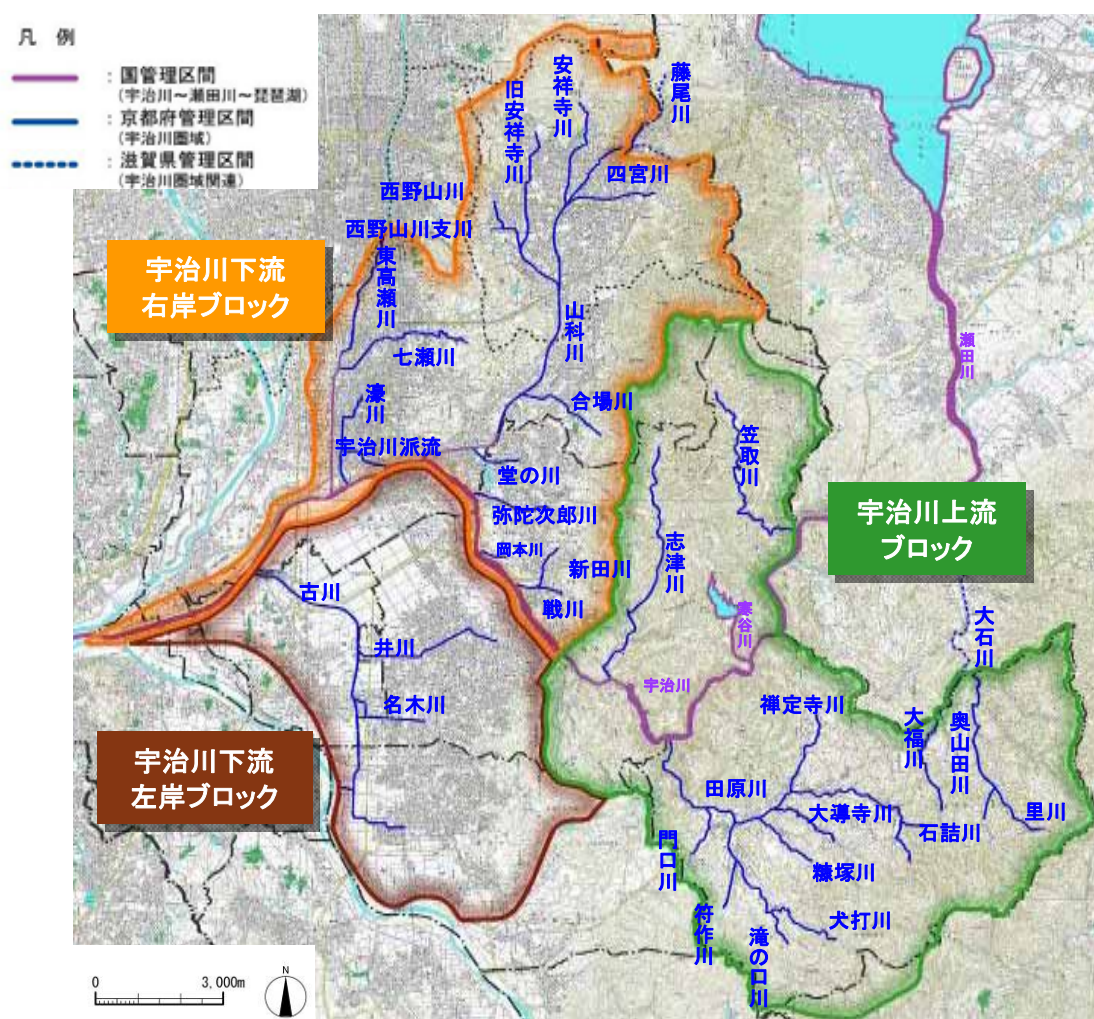 凡 例
：国管理区間
（宇治川～瀬田川～琵琶湖）
：京都府管理区間
（宇治川圏域）
：滋賀県管理区間
（宇治川圏域関連）
安祥寺川
旧安祥寺川
藤尾川
四宮川
西野山川
西野山川支川
東高瀬川
宇治川下流
右岸ブロック
山科川
七瀬川
瀬田川
濠川
合場川
笠取川
宇治川派流
堂の川
弥陀次郎川
宇治川上流
ブロック
志津川
岡本川
新田川
戦川
古川
寒谷川
大石川
井川
宇治川
名木川
禅定寺川
大福川
奥山田川
宇治川下流
左岸ブロック
田原川
大導寺川
石詰川
里川
門口川
糠塚川
符作川
犬打川
滝の口川
0
3,000m
N